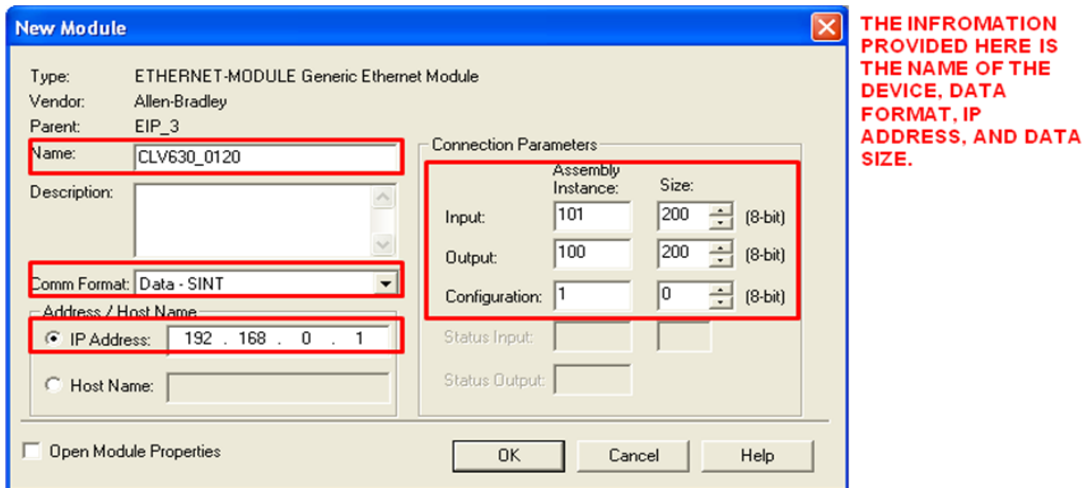 New Module
THE INFROMATION
PROVIDED HERE IS
THE NAME OF THE
DEVICE, DATA
FORMAT, IP
ADDRESS, AND DATA
SIZE.
Type: ETHERNET-MODULE Generic Ethernet Module
Vendor: Allen-Bradley
Parent: EIP_3
Name: CLV630_0120
Description:
Comm Format: Data - SINT
Address / Host Name
IP Address: 192 . 168 . 0 . 1
Host Name:
Connection Parameters
Assembly
Instance: Size:
Input: 101 200 (8-bit)
Output: 100 200 (8-bit)
Configuration: 1 0 (8-bit)
Status Input:
Status Output:
Open Module Properties
OK Cancel Help